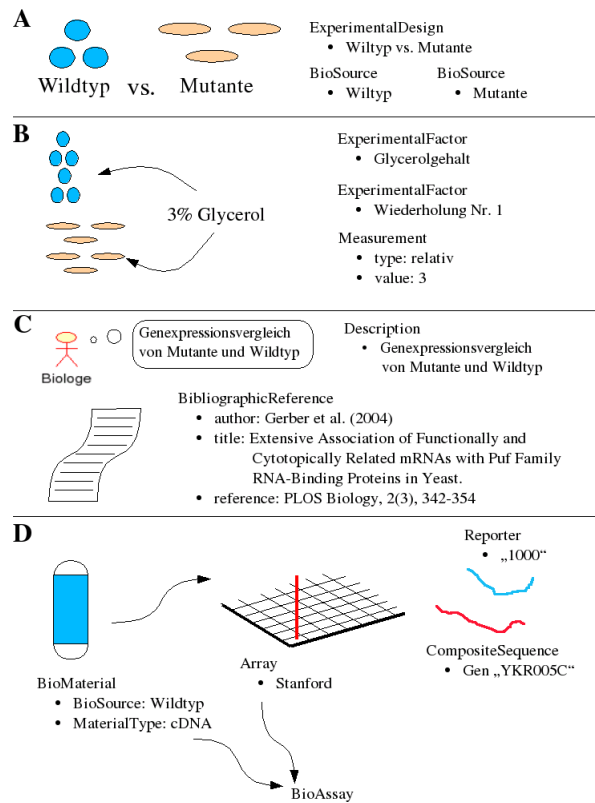 A
Wildtyp vs. Mutante
ExperimentalDesign
• Wiltyp vs. Mutante
BioSource
• Wiltyp
BioSource
• Mutante
B
3% Glycerol
ExperimentalFactor
• Glycerolgehalt
ExperimentalFactor
• Wiederholung Nr. 1
Measurement
• type: relativ
• value: 3
C
Biologe
Genexpressionsvergleich
von Mutante und Wildtyp
Description
• Genexpressionsvergleich
von Mutante und Wildtyp
BibliographicReference
• author: Gerber et al. (2004)
• title: Extensive Association of Functionally and
Cytotopically Related mRNAs with Puf Family
RNA-Binding Proteins in Yeast.
• reference: PLOS Biology, 2(3), 342-354
D
Reporter
• „1000“
CompositeSequence
• Gen „YKR005C“
Array
• Stanford
BioMaterial
• BioSource: Wildtyp
• MaterialType: cDNA
BioAssay